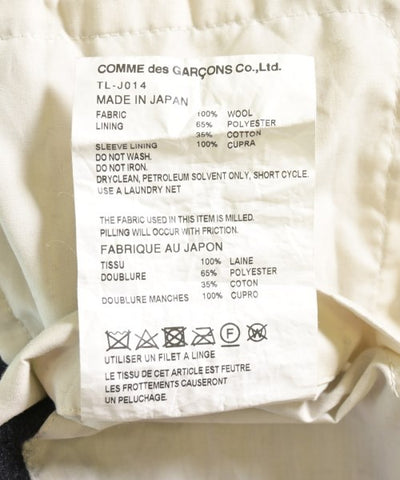 COMME des GARÇONS Co.,Ltd.
TL-J014
MADE IN JAPAN
FABRIC 100% WOOL
LINING 65% POLYESTER
35% COTTON
SLEEVE LINING 100% CUPRA
DO NOT WASH.
DO NOT IRON.
DRYCLEAN, PETROLEUM SOLVENT ONLY, SHORT CYCLE.
USE A LAUNDRY NET
THE FABRIC USED IN THIS ITEM IS MILLED.
PILLING WILL OCCUR WITH FRICTION.
FABRIQUE AU JAPON
TISSU 100% LAINE
DOUBLURE 65% POLYESTER
35% COTON
DOUBLURE MANCHES 100% CUPRO
F
UTILISER UN FILET A LINGE
LE TISSU DE CET ARTICLE EST FEUTRE
LES FROTTEMENTS CAUSERONT
UN PELUCHAGE.